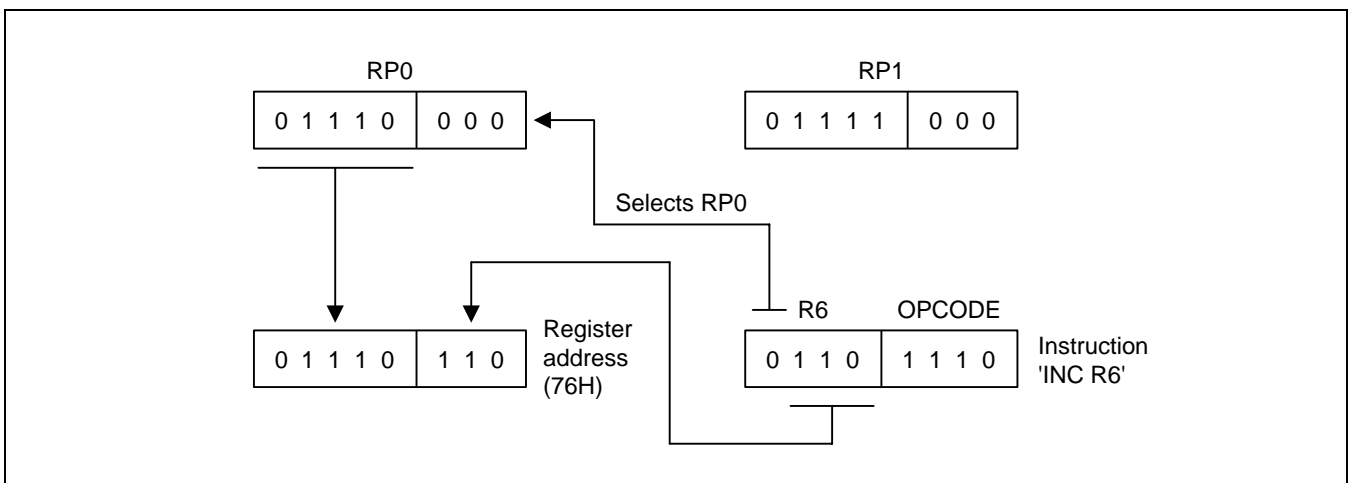 RP0
RP1
0 1 1 1 0 0 0 0
0 1 1 1 1 0 0 0
Selects RP0
R6 OPCODE
0 1 1 1 0 1 1 0
Register
address
(76H)
0 1 1 0 1 1 1 0
Instruction
'INC R6'